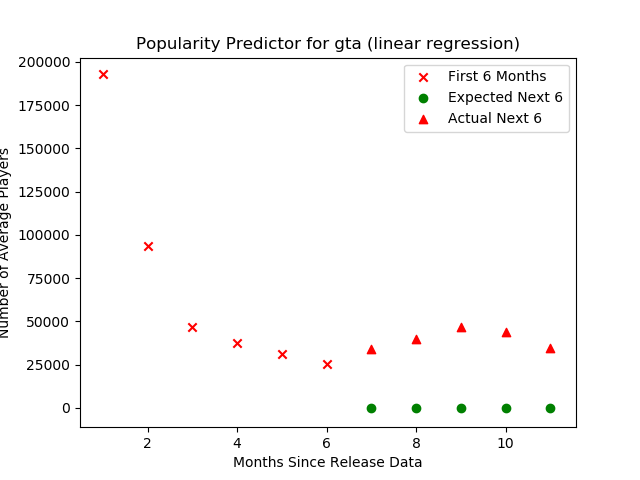 Popularity Predictor for gta (linear regression)
200000
175000
150000
125000
100000
75000
50000
25000
0
Number of Average Players
First 6 Months
Expected Next 6
Actual Next 6
2
4
6
8
10
Months Since Release Data